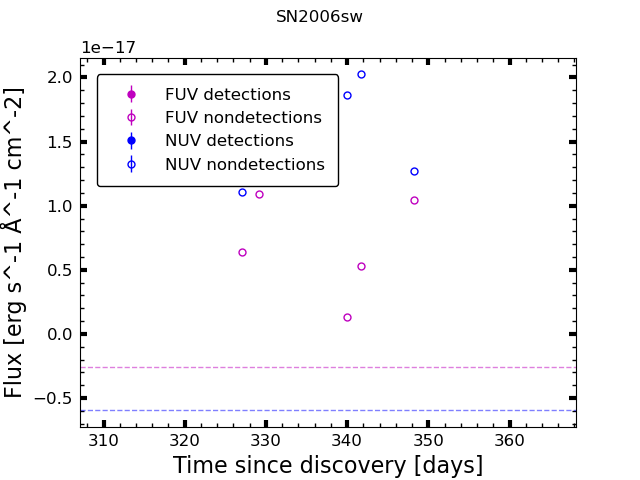 SN2006sw
1e−17
FUV detections
FUV nondetections
NUV detections
NUV nondetections
2.0
1.5
1.0
0.5
0.0
−0.5
Flux [erg s^-1 Å^-1 cm^-2]
310 320 330 340 350 360
Time since discovery [days]